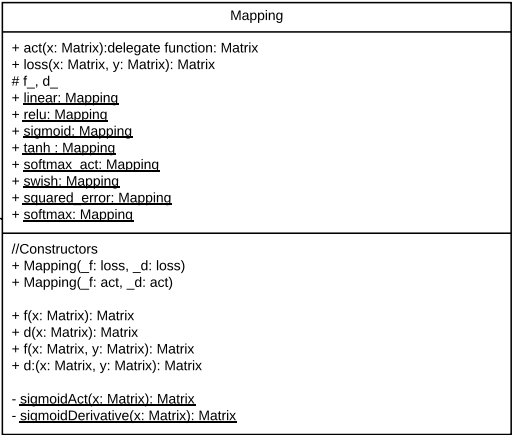 Mapping
+ act(x: Matrix):delegate function: Matrix
+ loss(x: Matrix, y: Matrix): Matrix
# f_, d_
+ linear: Mapping
+ relu: Mapping
+ sigmoid: Mapping
+ tanh : Mapping
+ softmax_act: Mapping
+ swish: Mapping
+ squared_error: Mapping
+ softmax: Mapping
//Constructors
+ Mapping(_f: loss, _d: loss)
+ Mapping(_f: act, _d: act)
+ f(x: Matrix): Matrix
+ d(x: Matrix): Matrix
+ f(x: Matrix, y: Matrix): Matrix
+ d:(x: Matrix, y: Matrix): Matrix
- sigmoidAct(x: Matrix): Matrix
- sigmoidDerivative(x: Matrix): Matrix